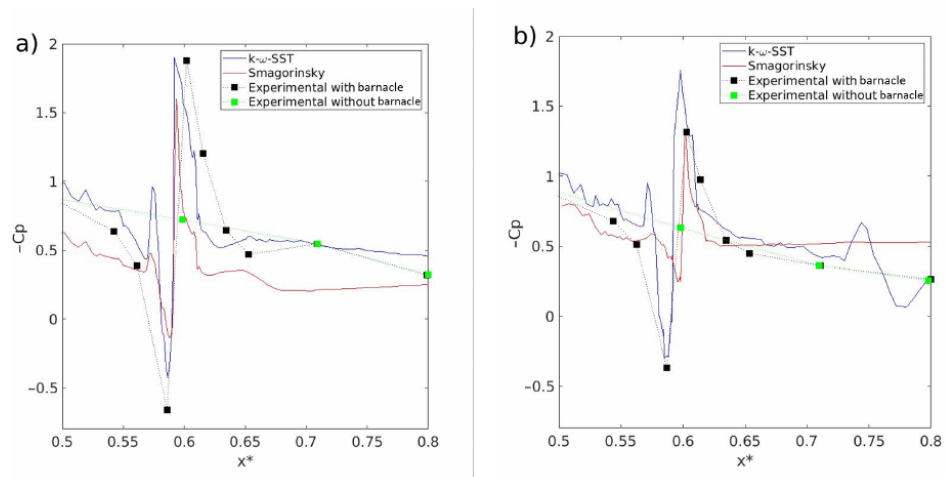 a)
2
1.5
1
0.5
0
−0.5
−Cp
0.5
0.55
0.6
0.65
0.7
0.75
0.8
x*
k-ω-SST
Smagorinsky
Experimental with barnacle
Experimental without barnacle
b)
2
1.5
1
0.5
0
−0.5
−Cp
0.5
0.55
0.6
0.65
0.7
0.75
0.8
x*
k-ω-SST
Smagorinsky
Experimental with barnacle
Experimental without barnacle